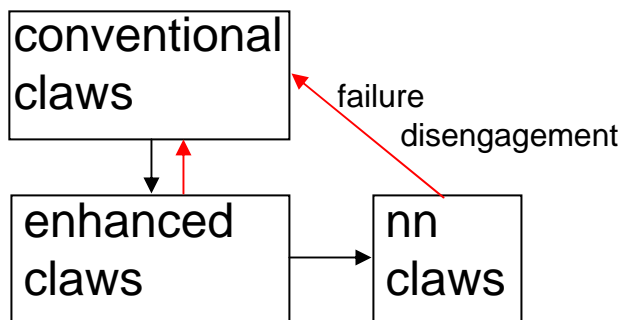 conventional
claws
failure
disengagement
enhanced
claws
nn
claws